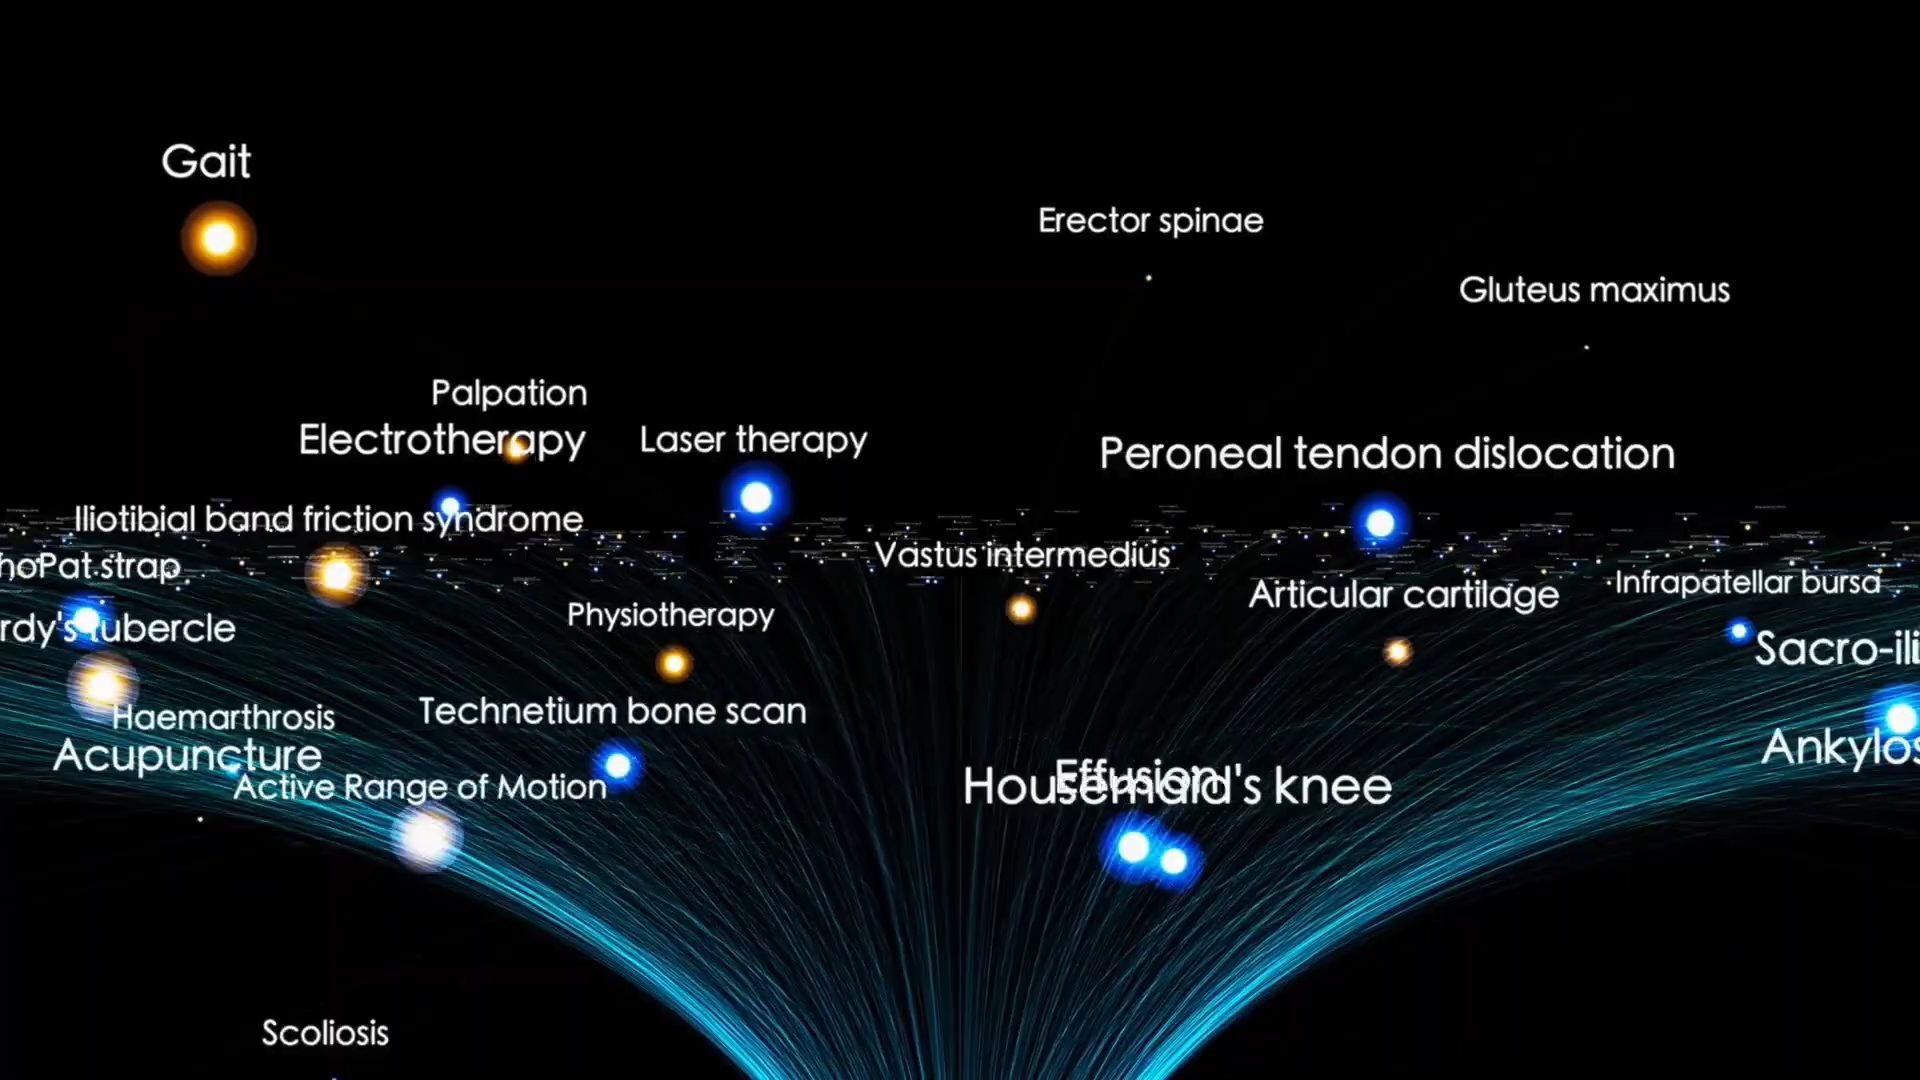 Gait
Erector spinae
Gluteus maximus
Palpation
Electrotherapy
Laser therapy
Peroneal tendon dislocation
Iliotibial band friction syndrome
Vastus intermedius
hoPat strap
Infrapatellar bursa
Articular cartilage
Physiotherapy
rdy's tubercle
Sacro-ili
Technetium bone scan
Haemarthrosis
Ankylos
Acupuncture
Effusion
Active Range of Motion
Housemaid's knee
Scoliosis